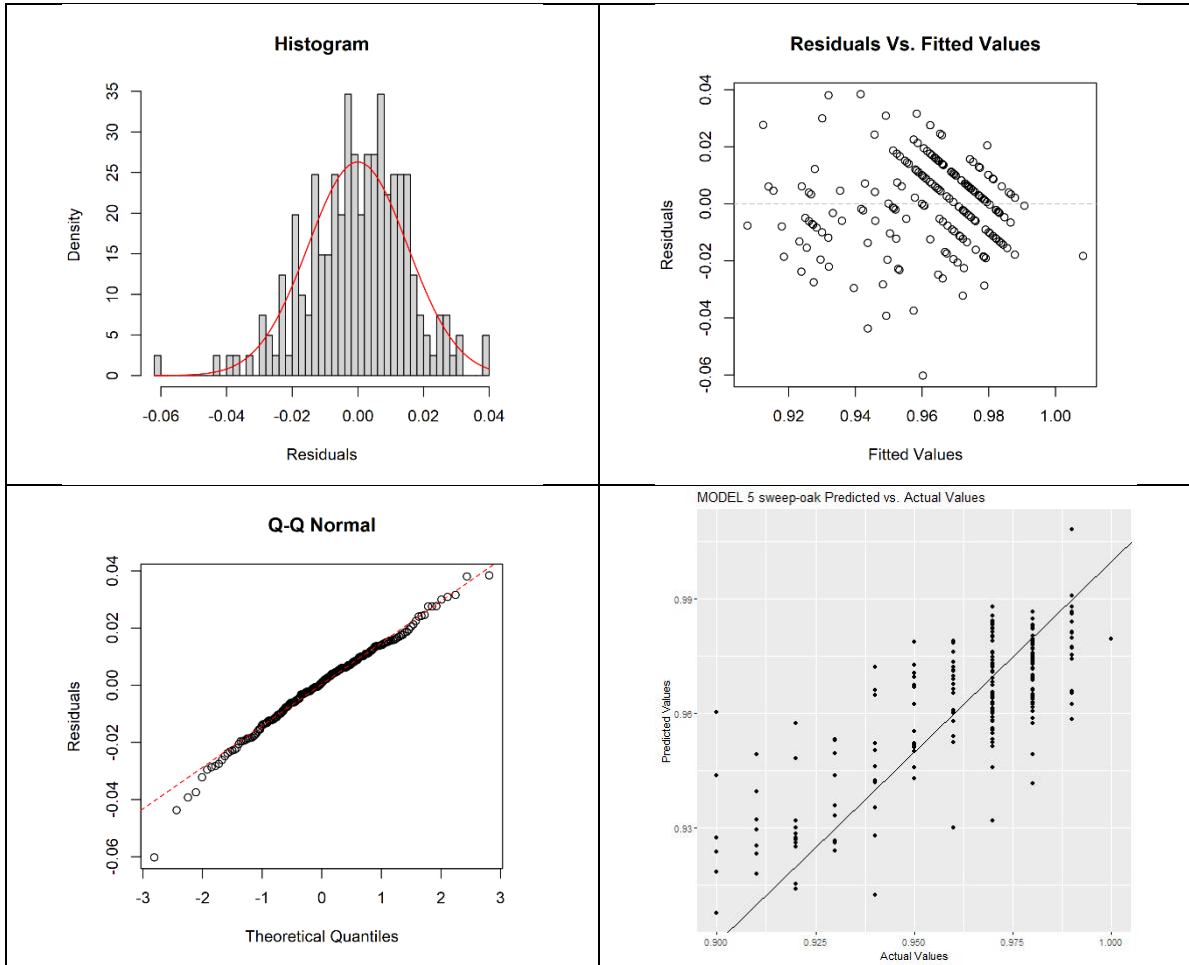 Histogram
35
30
25
20
15
10
5
0
Density
-0.06 -0.04 -0.02 0.00 0.02 0.04
Residuals
Residuals Vs. Fitted Values
0.04
0.02
0.00
-0.02
-0.04
-0.06
Residuals
0.92 0.94 0.96 0.98 1.00
Fitted Values
Q-Q Normal
0.04
0.02
0.00
-0.02
-0.04
-0.06
Residuals
-3 -2 -1 0 1 2 3
Theoretical Quantiles
MODEL 5 sweep-oak Predicted vs. Actual Values
0.99
0.96
0.93
Predicted Values
0.900 0.925 0.950 0.975 1.000
Actual Values